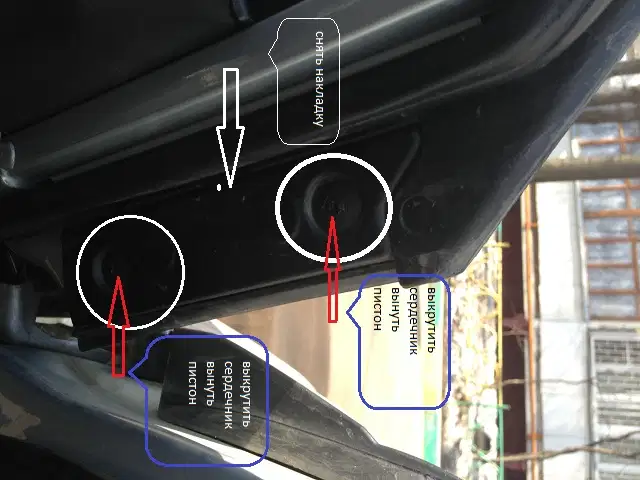 снять накладку
выкрутить
сердечник
вынуть
пистон
выкрутить
сердечник
вынуть
пистон